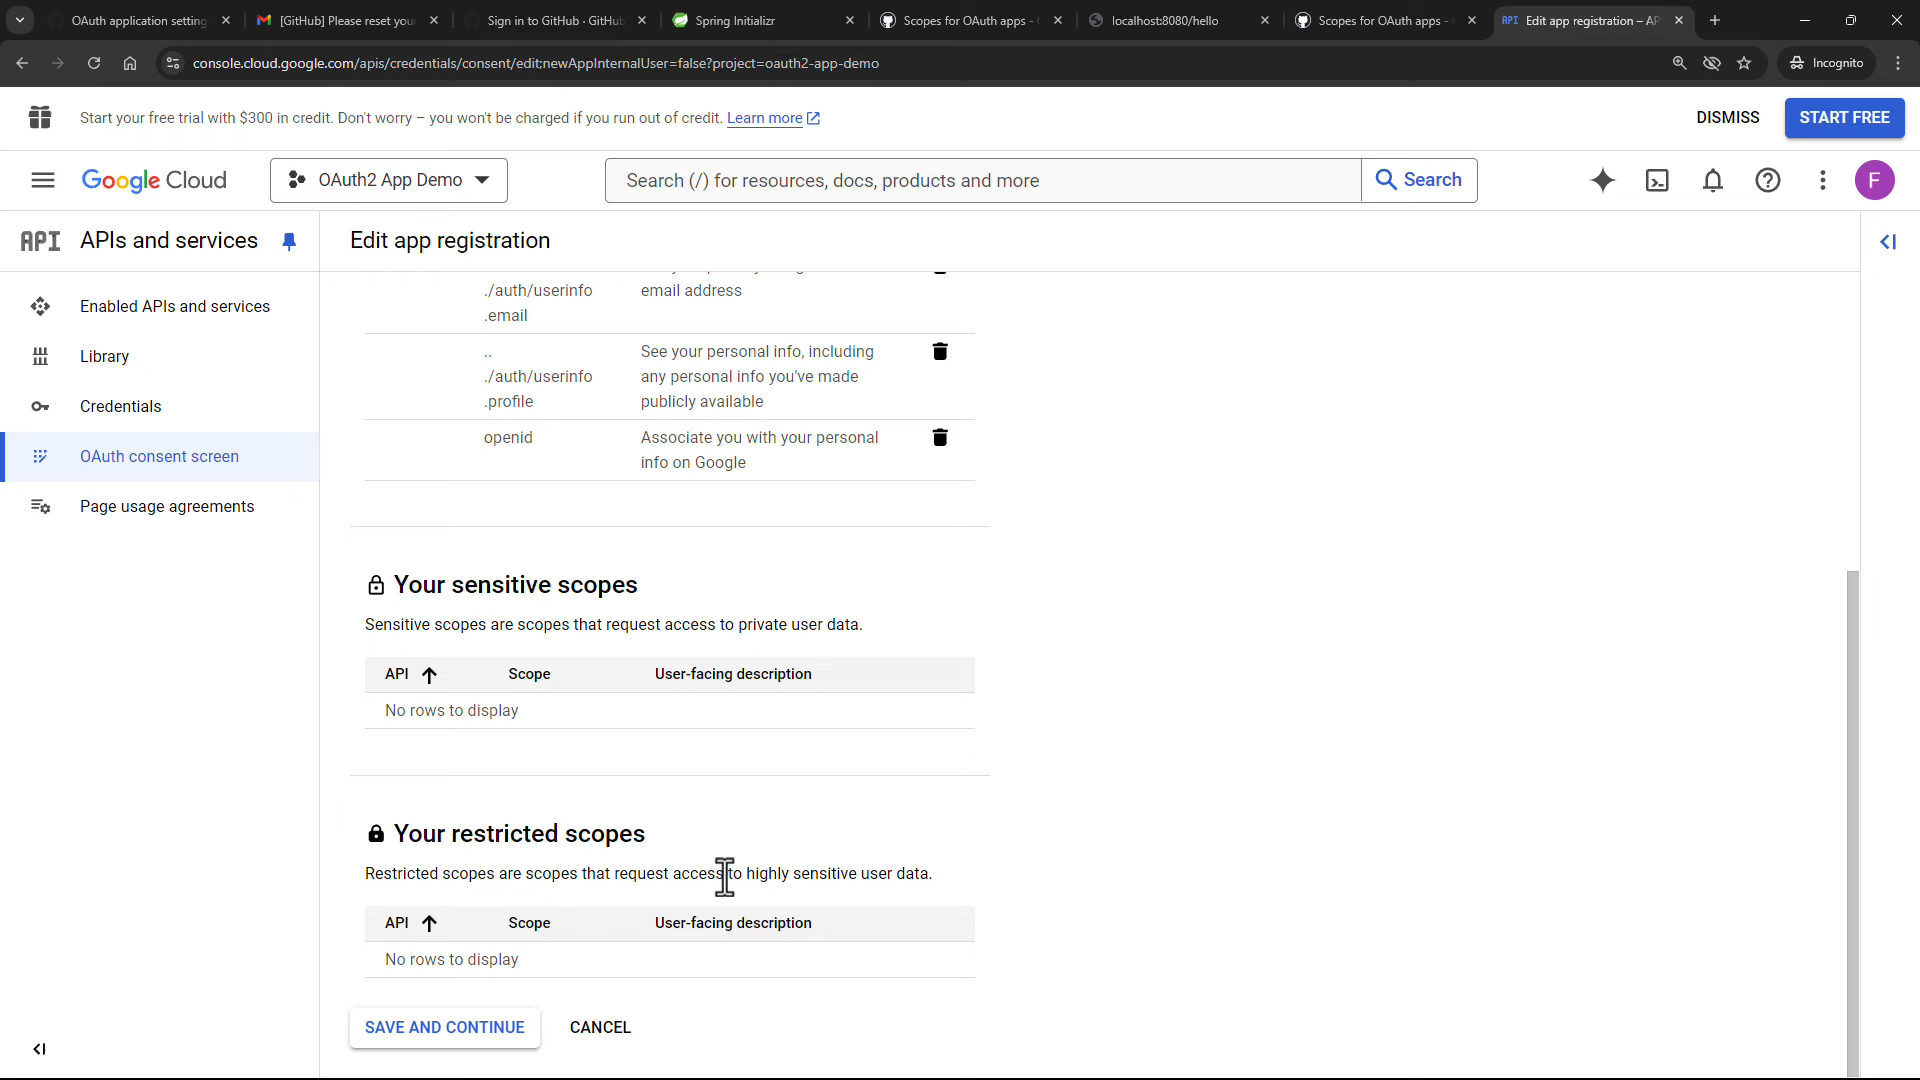 OAuth application setting
[GitHub] Please reset you
Sign in to GitHub · GitHub
Spring Initializr
Scopes for OAuth apps -
localhost:8080/hello
Scopes for OAuth apps -
API Edit app registration – AP
console.cloud.google.com/apis/credentials/consent/edit;newAppInternalUser=false?project=oauth2-app-demo
Incognito
Start your free trial with $300 in credit. Don't worry – you won't be charged if you run out of credit. Learn more
DISMISS
START FREE
Google Cloud
OAuth2 App Demo
Search (/) for resources, docs, products and more
Search
F
API APIs and services
Edit app registration
Enabled APIs and services
Library
Credentials
OAuth consent screen
Page usage agreements
./auth/userinfo
.email
email address
..
./auth/userinfo
.profile
See your personal info, including
any personal info you've made
publicly available
openid
Associate you with your personal
info on Google
Your sensitive scopes
Sensitive scopes are scopes that request access to private user data.
API Scope User-facing description
No rows to display
Your restricted scopes
Restricted scopes are scopes that request access to highly sensitive user data.
API Scope User-facing description
No rows to display
SAVE AND CONTINUE
CANCEL